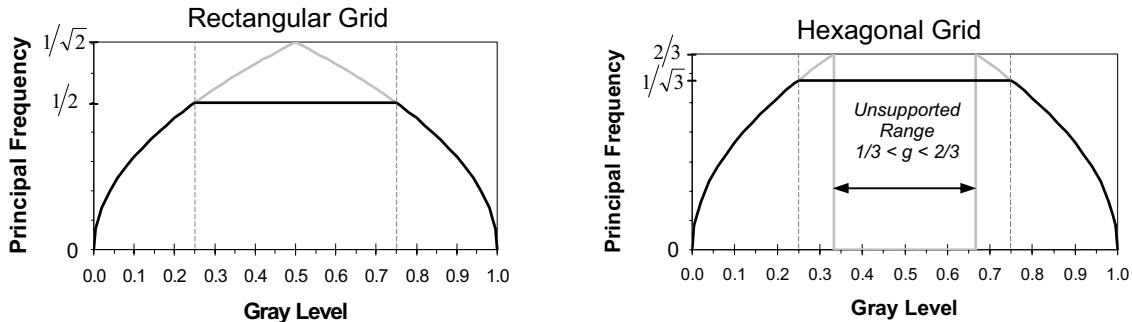 Rectangular Grid
1/√2
1/2
0
Principal Frequency
0.0 0.1 0.2 0.3 0.4 0.5 0.6 0.7 0.8 0.9 1.0
Gray Level
Hexagonal Grid
2/3
1/√3
0
Principal Frequency
Unsupported
Range
1/3 < g < 2/3
0.0 0.1 0.2 0.3 0.4 0.5 0.6 0.7 0.8 0.9 1.0
Gray Level